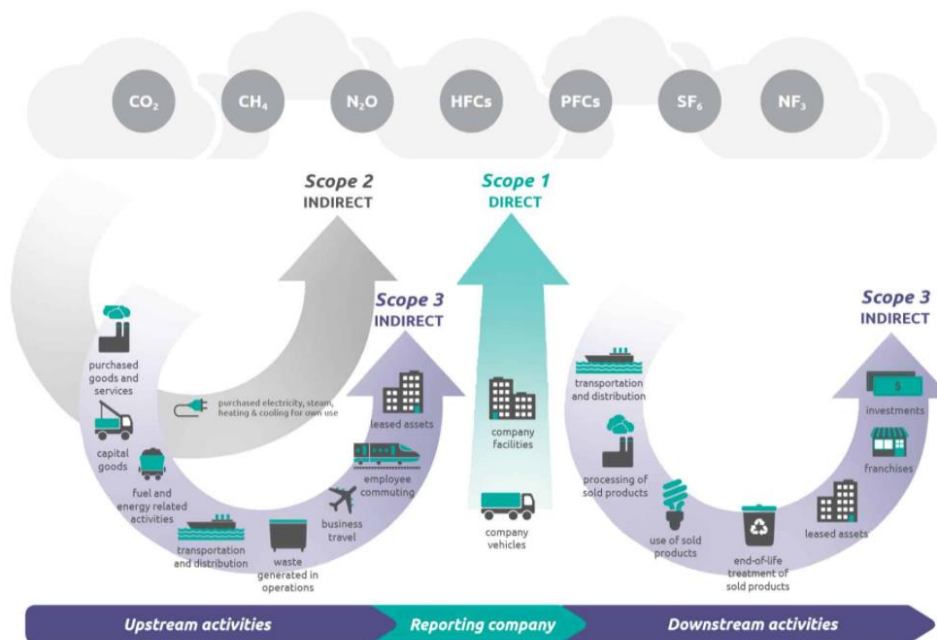 CO₂
CH₄
N₂O
HFCs
PFCs
SF₆
NF₃
Scope 2
INDIRECT
Scope 1
DIRECT
Scope 3
INDIRECT
Scope 3
INDIRECT
purchased
goods and
services
capital
goods
fuel and
energy related
activities
transportation
and distribution
waste
generated in
operations
business
travel
employee
commuting
leased assets
purchased electricity, steam,
heating & cooling for own use
company
facilities
company
vehicles
transportation
and distribution
processing of
sold products
use of sold
products
end-of-life
treatment of
sold products
leased assets
franchises
$
investments
Upstream activities
Reporting company
Downstream activities